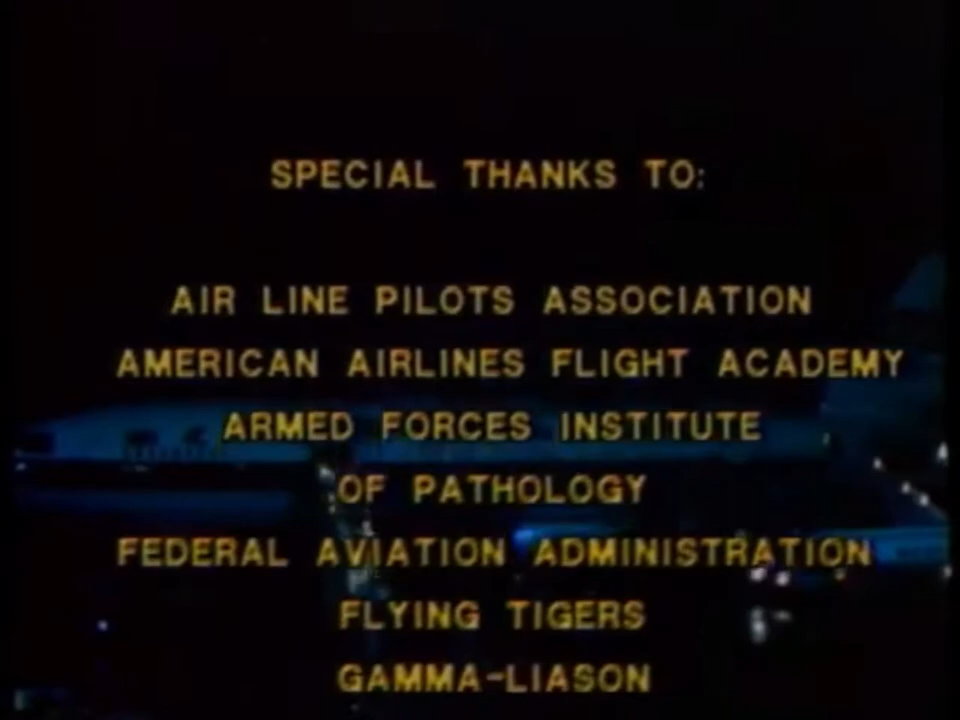 SPECIAL THANKS TO:
AIR LINE PILOTS ASSOCIATION
AMERICAN AIRLINES FLIGHT ACADEMY
ARMED FORCES INSTITUTE
OF PATHOLOGY
FEDERAL AVIATION ADMINISTRATION
FLYING TIGERS
GAMMA-LIASON